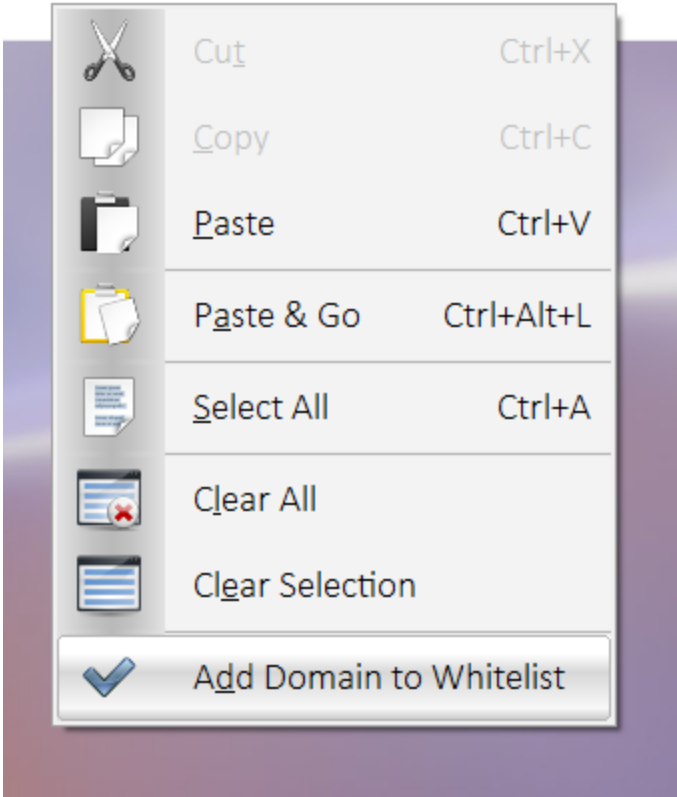 Cut Ctrl+X
Copy Ctrl+C
Paste Ctrl+V
Paste & Go Ctrl+Alt+L
Select All Ctrl+A
Clear All
Clear Selection
Add Domain to Whitelist